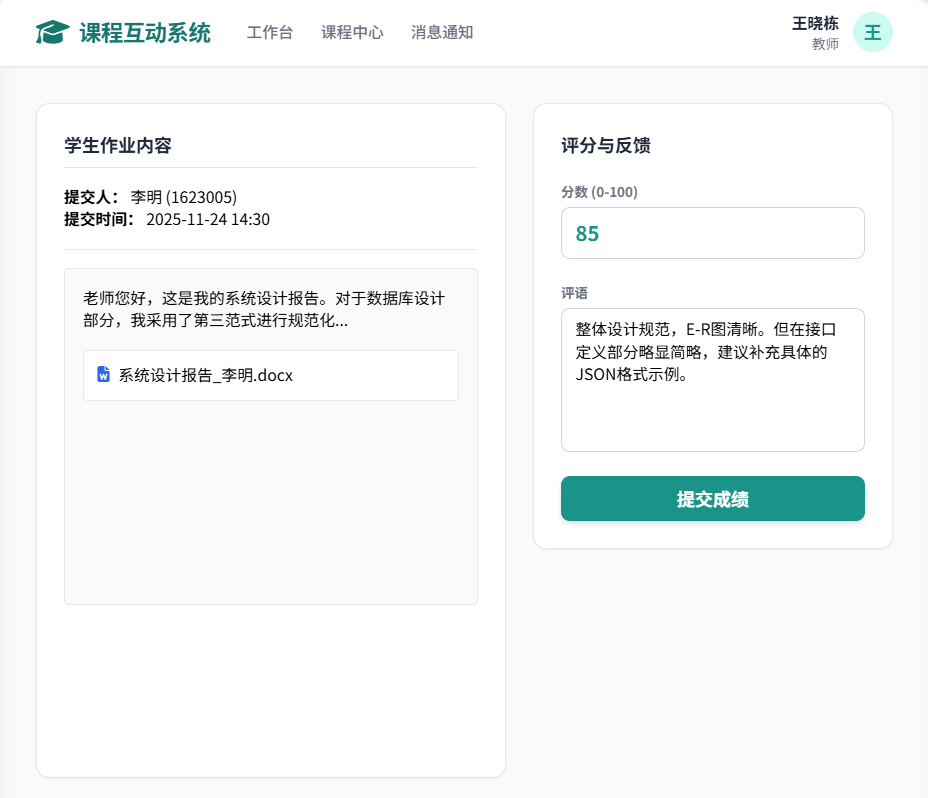 课程互动系统
工作台
课程中心
消息通知
王晓栋
教师
王
学生作业内容
提交人： 李明 (1623005)
提交时间： 2025-11-24 14:30
老师您好，这是我的系统设计报告。对于数据库设计
部分，我采用了第三范式进行规范化...
系统设计报告_李明.docx
评分与反馈
分数 (0-100)
85
评语
整体设计规范，E-R图清晰。但在接口
定义部分略显简略，建议补充具体的
JSON格式示例。
提交成绩